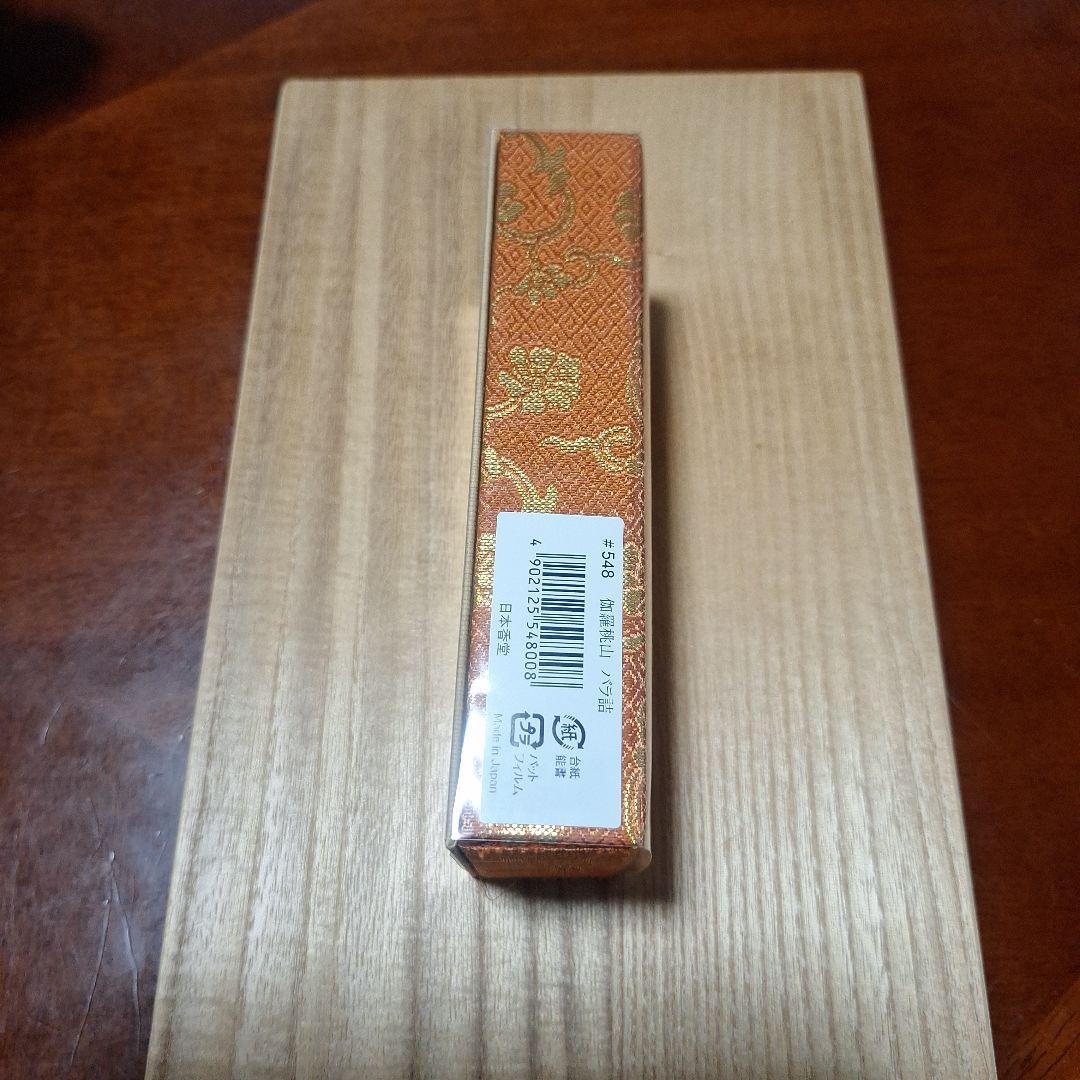 #548 伽羅桃山 バラ詰
4 902125 548008
日本香堂
紙
台紙
能書
プラ
パット
フィルム
Made in Japan